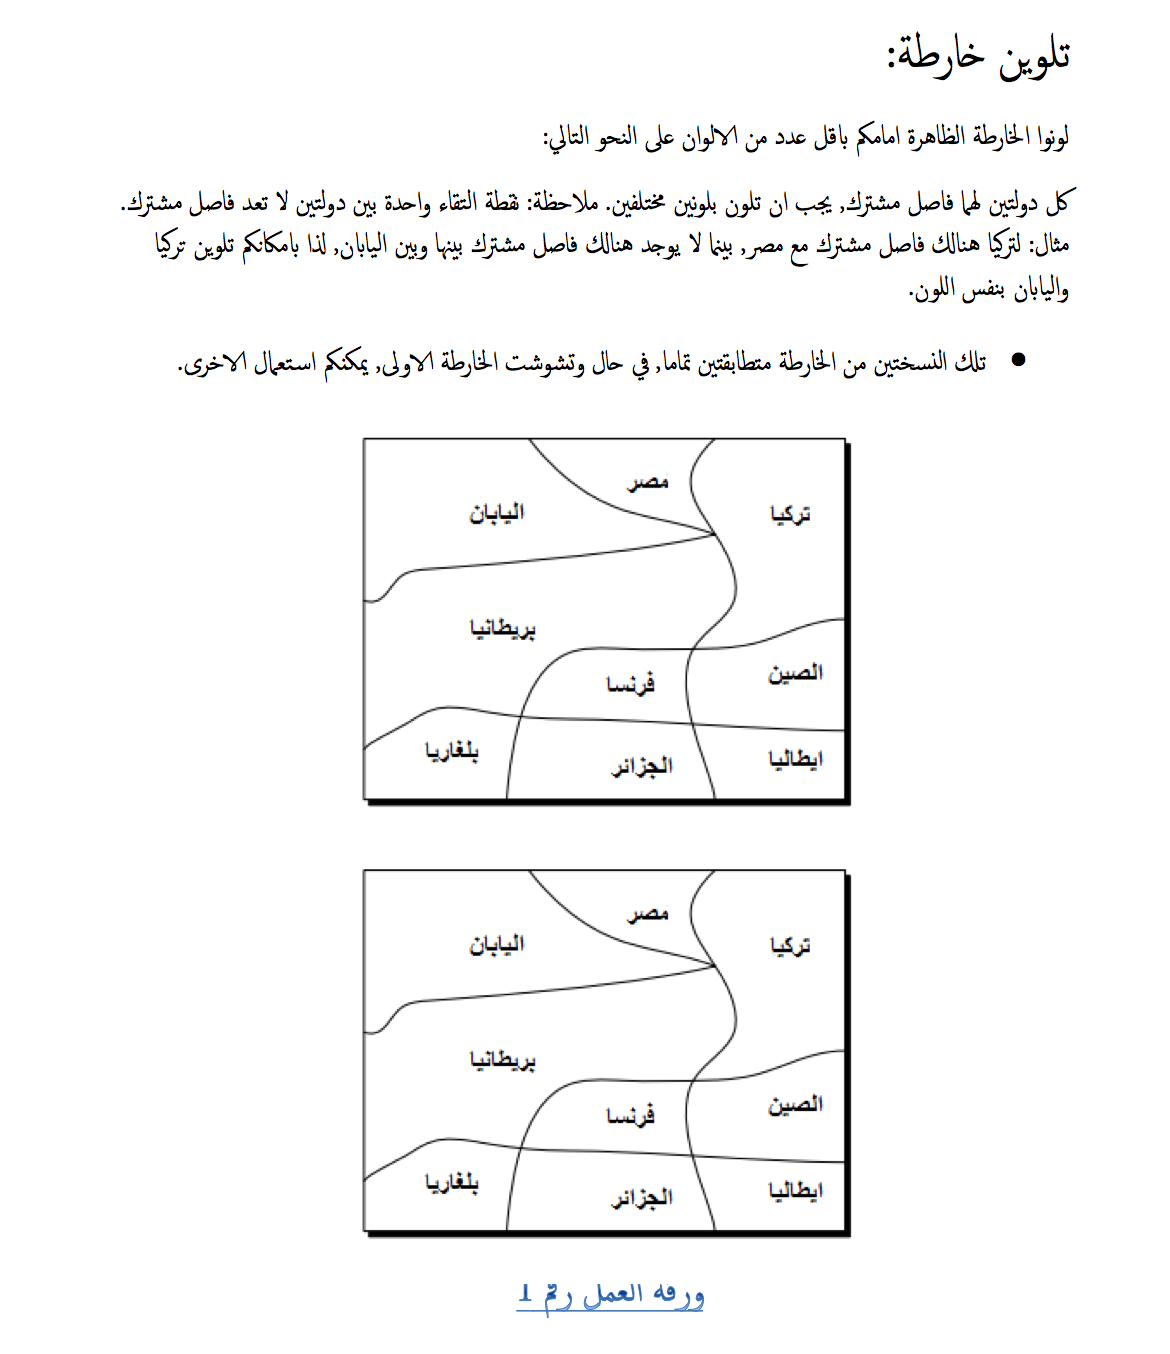 تلوين خارطة:
لونوا الخارطة الظاهرة امامكم باقل عدد من الالوان على النحو التالي:
كل دولتين لهما فاصل مشترك, يجب ان تلون بلونين مختلفين. ملاحظة: نقطة التقاء واحدة بين دولتين لا تعد فاصل مشترك.
مثال: لتركيا هنالك فاصل مشترك مع مصر, بينما لا يوجد هنالك فاصل مشترك بينها وبين اليابان, لذا بامكانكم تلوين تركيا
واليابان بنفس اللون.
● تلك النسختين من الخارطة متطابقتين تماما, في حال وتشوشت الخارطة الاولى, يمكنكم استعمال الاخرى.
مصر
تركيا
اليابان
بريطانيا
الصين
فرنسا
بلغاريا
الجزائر
ايطاليا
مصر
تركيا
اليابان
بريطانيا
الصين
فرنسا
بلغاريا
الجزائر
ايطاليا
ورقه العمل رقم 1